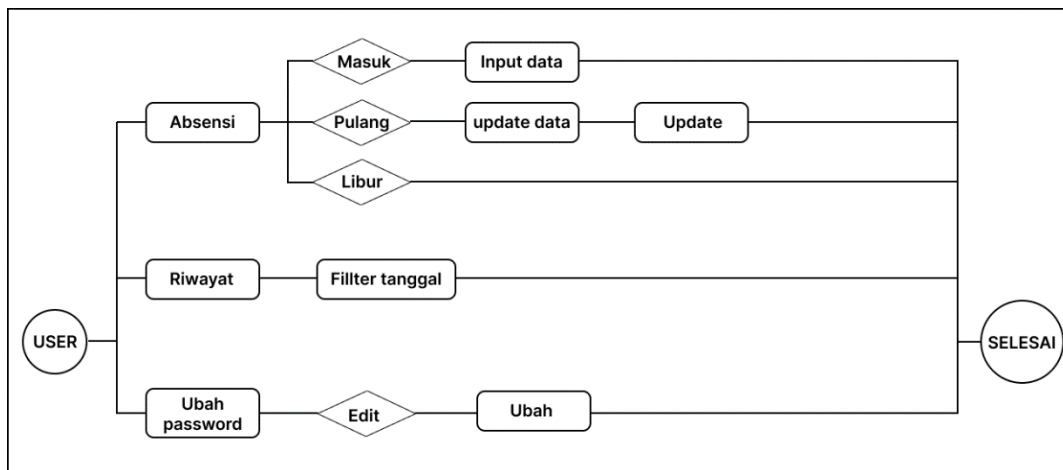 Masuk
Input data
Absensi
Pulang
update data
Update
Libur
Riwayat
Fillter tanggal
USER
SELESAI
Ubah
password
Edit
Ubah